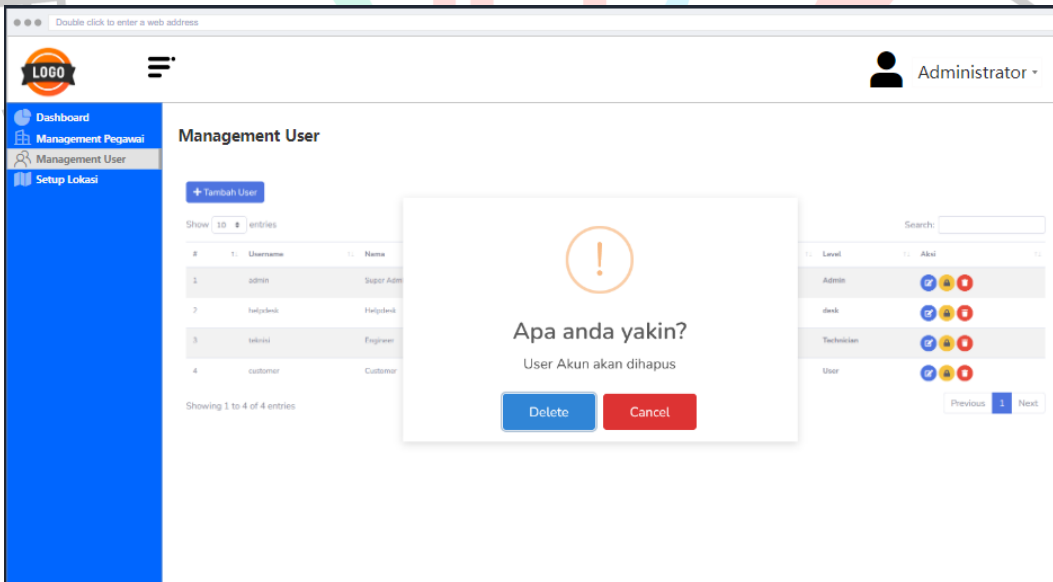 Double click to enter a web address
LOGO
Administrator
Dashboard
Management Pegawai
Management User
Setup Lokasi
Management User
+ Tambah User
Show 10 entries
Search:
# Username Nama Level Aksi
1 admin Super Adm Admin
2 helpdesk Helpdesk desk
3 teknisi Engineer Technician
4 customer Customer User
Showing 1 to 4 of 4 entries
Previous 1 Next
!
Apa anda yakin?
User Akun akan dihapus
Delete Cancel